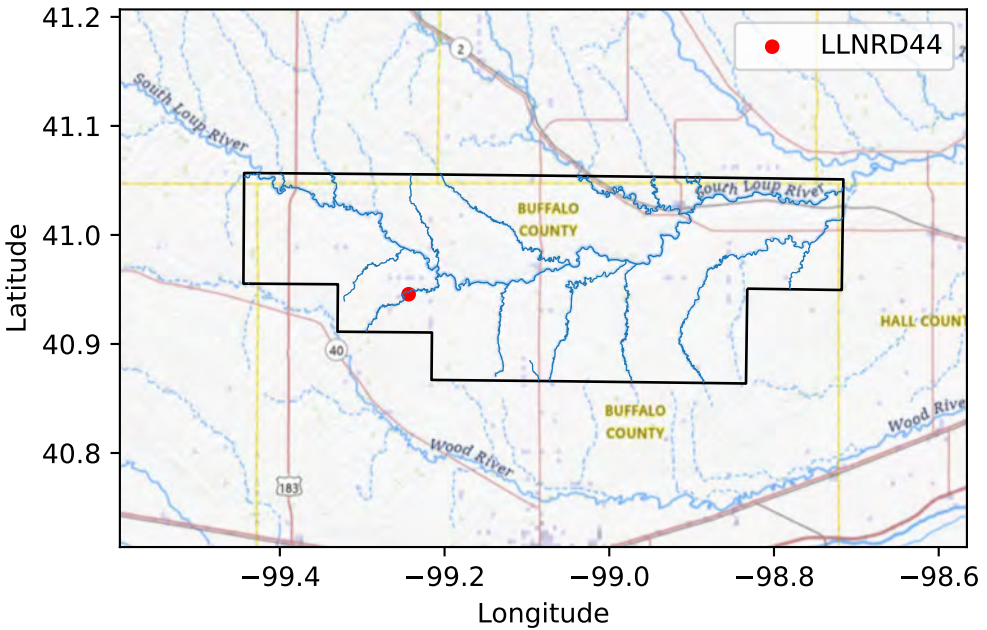 41.2
41.1
41.0
40.9
40.8
Latitude
−99.4
−99.2
−99.0
−98.8
−98.6
Longitude
LLNRD44
2
South Loup River
South Loup River
BUFFALO
COUNTY
HALL COUNT
40
BUFFALO
COUNTY
Wood River
Wood Rive
183